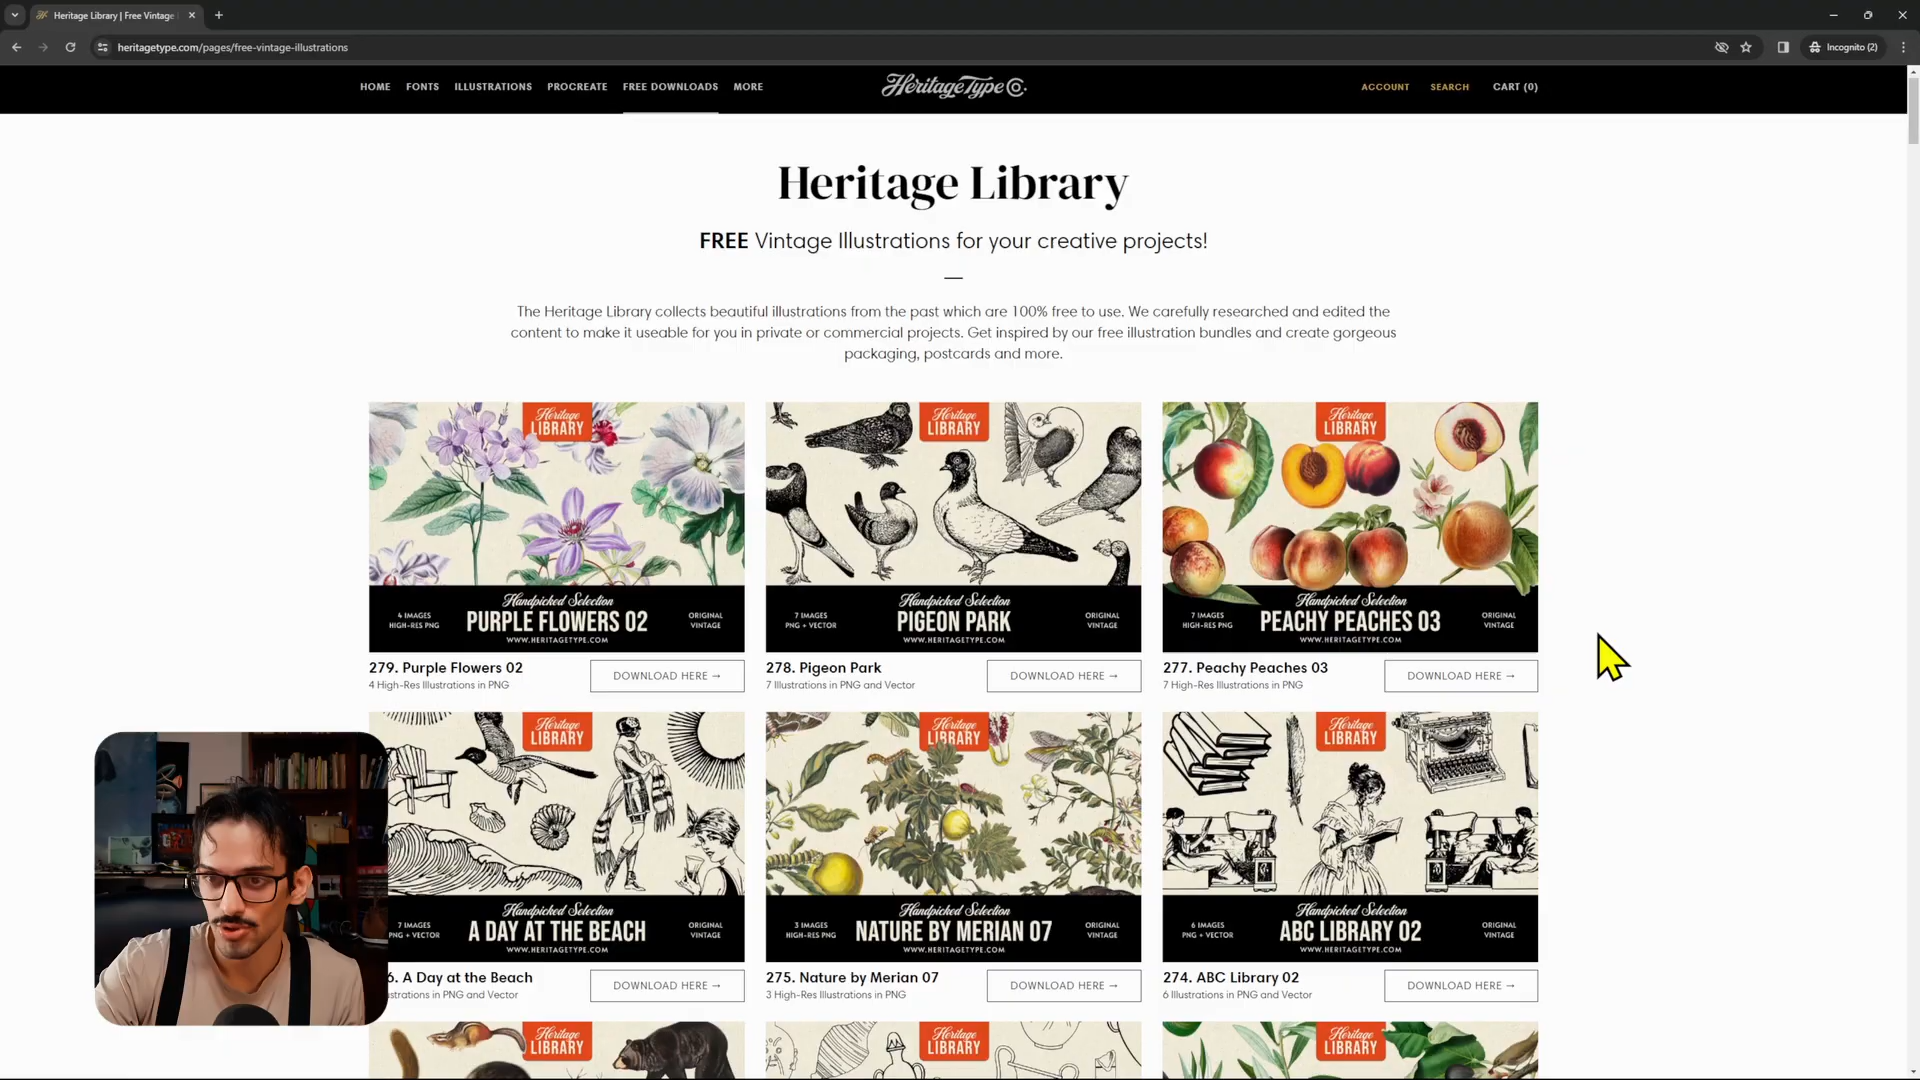 Heritage Library | Free Vintage
heritagetype.com/pages/free-vintage-illustrations
Incognito (2)
HOME FONTS ILLUSTRATIONS PROCREATE FREE DOWNLOADS MORE
Heritage Type Co.
ACCOUNT SEARCH CART (0)
Heritage Library
FREE Vintage Illustrations for your creative projects!
The Heritage Library collects beautiful illustrations from the past which are 100% free to use. We carefully researched and edited the
content to make it useable for you in private or commercial projects. Get inspired by our free illustration bundles and create gorgeous
packaging, postcards and more.
Heritage
LIBRARY
4 IMAGES
HIGH-RES PNG
Handpicked Selection
PURPLE FLOWERS 02
WWW.HERITAGETYPE.COM
ORIGINAL
VINTAGE
279. Purple Flowers 02
4 High-Res Illustrations in PNG
DOWNLOAD HERE →
Heritage
LIBRARY
7 IMAGES
PNG + VECTOR
Handpicked Selection
PIGEON PARK
WWW.HERITAGETYPE.COM
ORIGINAL
VINTAGE
278. Pigeon Park
7 Illustrations in PNG and Vector
DOWNLOAD HERE →
Heritage
LIBRARY
7 IMAGES
HIGH-RES PNG
Handpicked Selection
PEACHY PEACHES 03
WWW.HERITAGETYPE.COM
ORIGINAL
VINTAGE
277. Peachy Peaches 03
7 High-Res Illustrations in PNG
DOWNLOAD HERE →
Heritage
LIBRARY
7 IMAGES
PNG + VECTOR
Handpicked Selection
A DAY AT THE BEACH
WWW.HERITAGETYPE.COM
ORIGINAL
VINTAGE
6. A Day at the Beach
strations in PNG and Vector
DOWNLOAD HERE →
Heritage
LIBRARY
3 IMAGES
HIGH-RES PNG
Handpicked Selection
NATURE BY MERIAN 07
WWW.HERITAGETYPE.COM
ORIGINAL
VINTAGE
275. Nature by Merian 07
3 High-Res Illustrations in PNG
DOWNLOAD HERE →
Heritage
LIBRARY
6 IMAGES
PNG + VECTOR
Handpicked Selection
ABC LIBRARY 02
WWW.HERITAGETYPE.COM
ORIGINAL
VINTAGE
274. ABC Library 02
6 Illustrations in PNG and Vector
DOWNLOAD HERE →
Heritage
LIBRARY
Heritage
LIBRARY
Heritage
LIBRARY